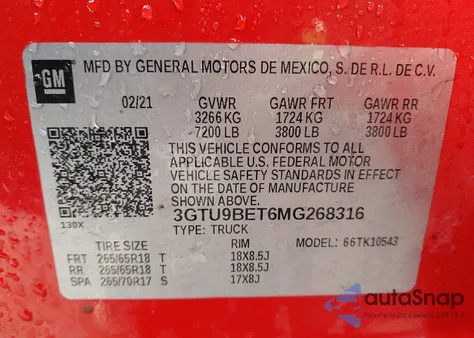 GM
MFD BY GENERAL MOTORS DE MEXICO, S. DE R.L. DE C.V.
02/21 GVWR GAWR FRT GAWR RR
3266 KG 1724 KG 1724 KG
7200 LB 3800 LB 3800 LB
THIS VEHICLE CONFORMS TO ALL
APPLICABLE U.S. FEDERAL MOTOR
VEHICLE SAFETY STANDARDS IN EFFECT
ON THE DATE OF MANUFACTURE
SHOWN ABOVE.
3GTU9BET6MG268316
130X TYPE: TRUCK MODEL: 66TK10543
TIRE SIZE RIM
FRT 265/65R18 T 18X8.5J
RR 265/65R18 T 18X8.5J
SPA 265/70R17 S 17X8J
autoSnap